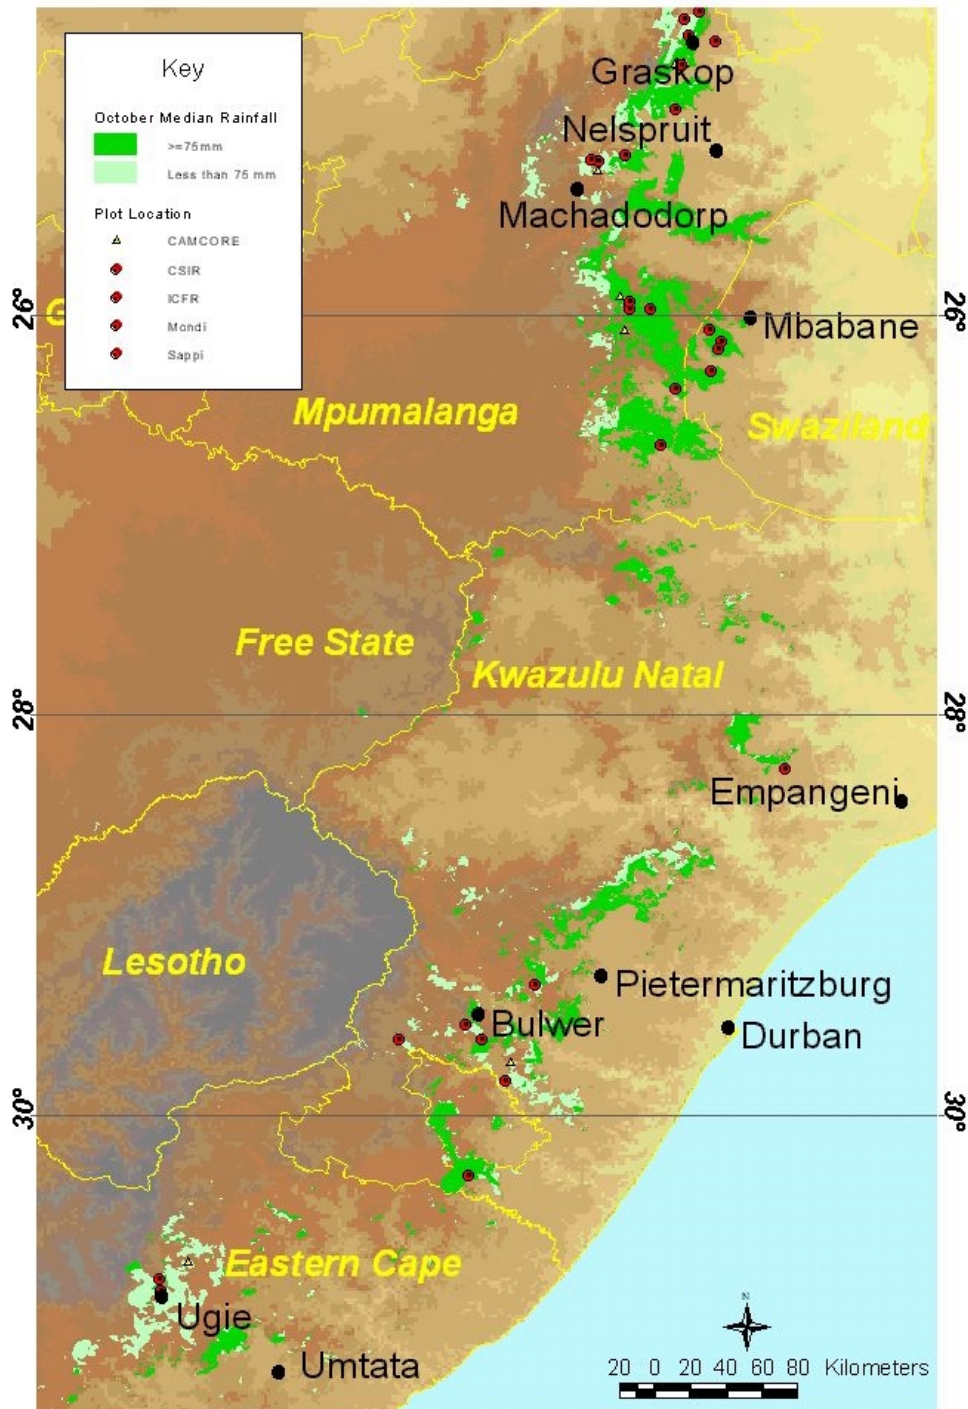 Key
October Median Rainfall
>=75mm
Less than 75 mm
Plot Location
CAMCORE
CSIR
ICFR
Mondi
Sappi
Graskop
Nelspruit
Machadodorp
26°
G
26°
Mbabane
Mpumalanga
Swaziland
Free State
Kwazulu Natal
28°
28°
Empangeni
Lesotho
Pietermaritzburg
Bulwer
Durban
30°
30°
Eastern Cape
Ugie
Umtata
N
20 0 20 40 60 80 Kilometers